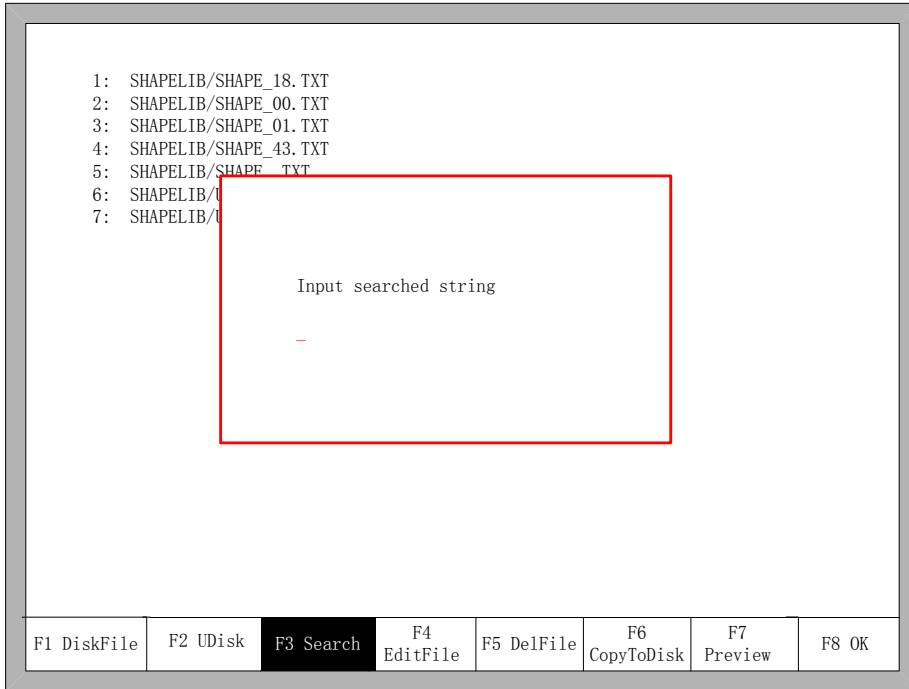 1: SHAPELIB/SHAPE_18.TXT
2: SHAPELIB/SHAPE_00.TXT
3: SHAPELIB/SHAPE_01.TXT
4: SHAPELIB/SHAPE_43.TXT
5: SHAPELIB/SHAPE TXT
6: SHAPELIB/
7: SHAPELIB/
Input searched string
_
F1 DiskFile
F2 UDisk
F3 Search
F4
EditFile
F5 DelFile
F6
CopyToDisk
F7
Preview
F8 OK